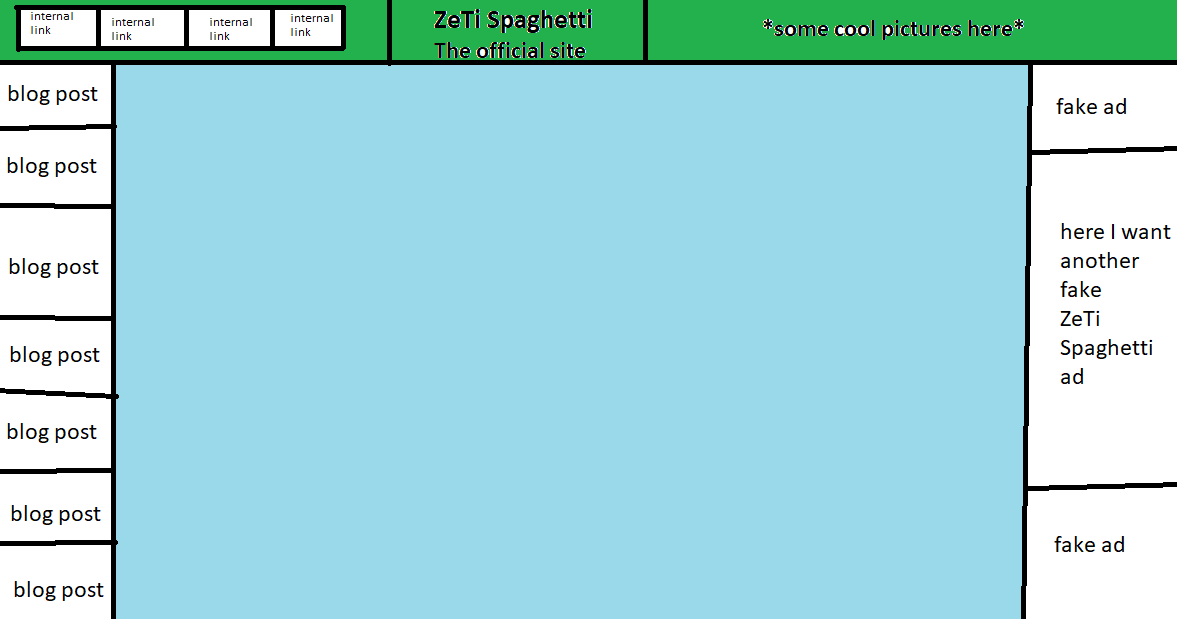 internal
link
internal
link
internal
link
internal
link
ZeTi Spaghetti
The official site
*some cool pictures here*
blog post
blog post
blog post
blog post
blog post
blog post
blog post
fake ad
here I want
another
fake
ZeTi
Spaghetti
ad
fake ad